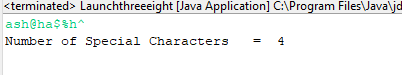 <terminated> Launchthreeeight [Java Application] C:\Program Files\Java\jd
ash@ha$%h^
Number of Special Characters = 4